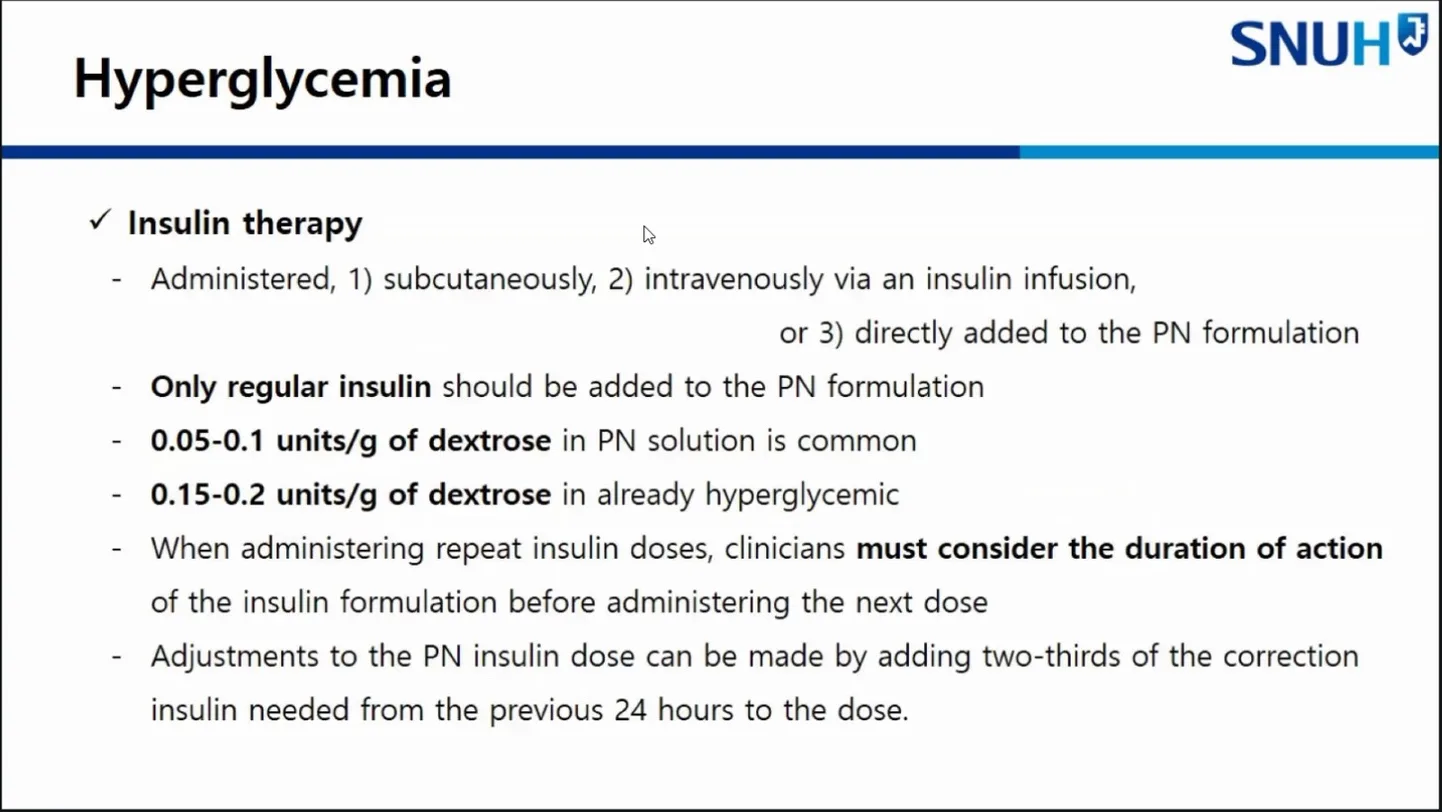 SNUH
Hyperglycemia
✓ Insulin therapy
- Administered, 1) subcutaneously, 2) intravenously via an insulin infusion,
or 3) directly added to the PN formulation
- Only regular insulin should be added to the PN formulation
- 0.05-0.1 units/g of dextrose in PN solution is common
- 0.15-0.2 units/g of dextrose in already hyperglycemic
- When administering repeat insulin doses, clinicians must consider the duration of action
of the insulin formulation before administering the next dose
- Adjustments to the PN insulin dose can be made by adding two-thirds of the correction
insulin needed from the previous 24 hours to the dose.